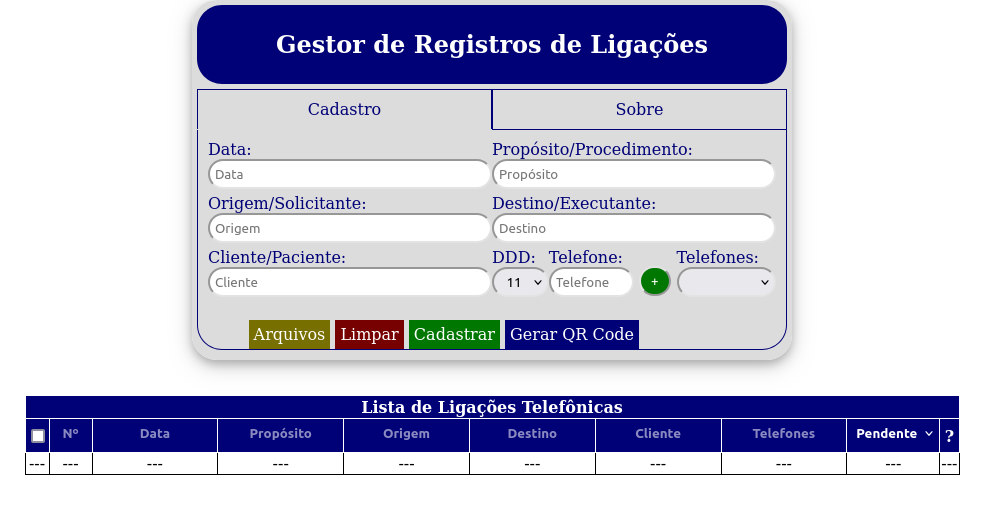 Gestor de Registros de Ligações
Cadastro Sobre
Data: Propósito/Procedimento:
Data Propósito
Origem/Solicitante: Destino/Executante:
Origem Destino
Cliente/Paciente: DDD: Telefone: Telefones:
Cliente 11 Telefone +
Arquivos Limpar Cadastrar Gerar QR Code
Lista de Ligações Telefônicas
Nº Data Propósito Origem Destino Cliente Telefones Pendente ?
--- --- --- --- --- --- --- --- --- ---